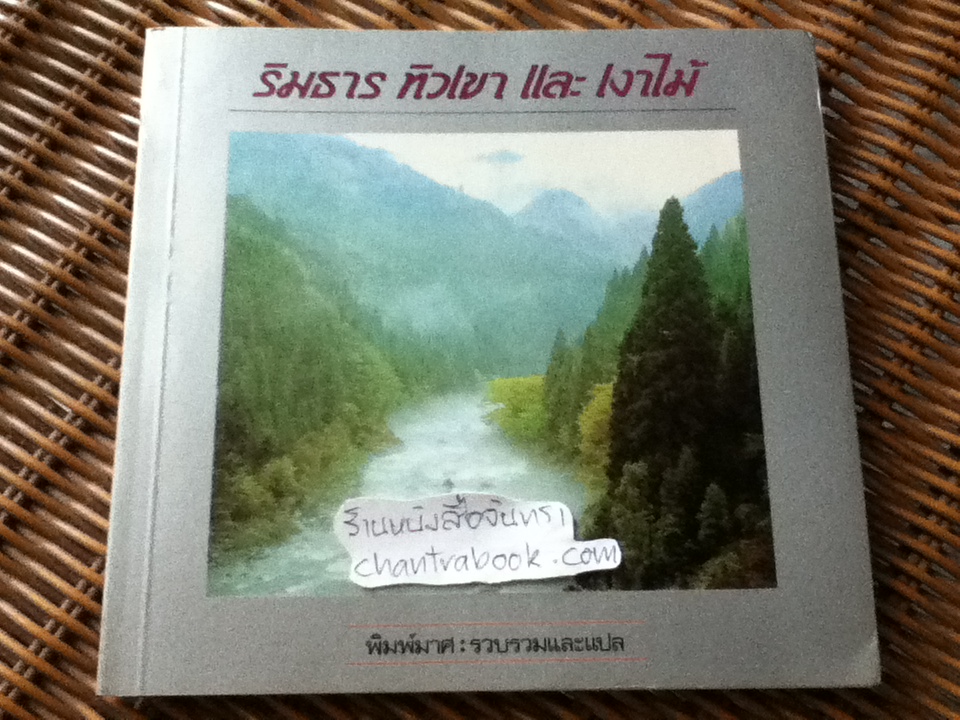 ริมธาร ทิวเขา และ เงาไม้
ร้านหนังสือจันทรา
chantrabook.com
พิมพ์มาศ : รวบรวมและแปล